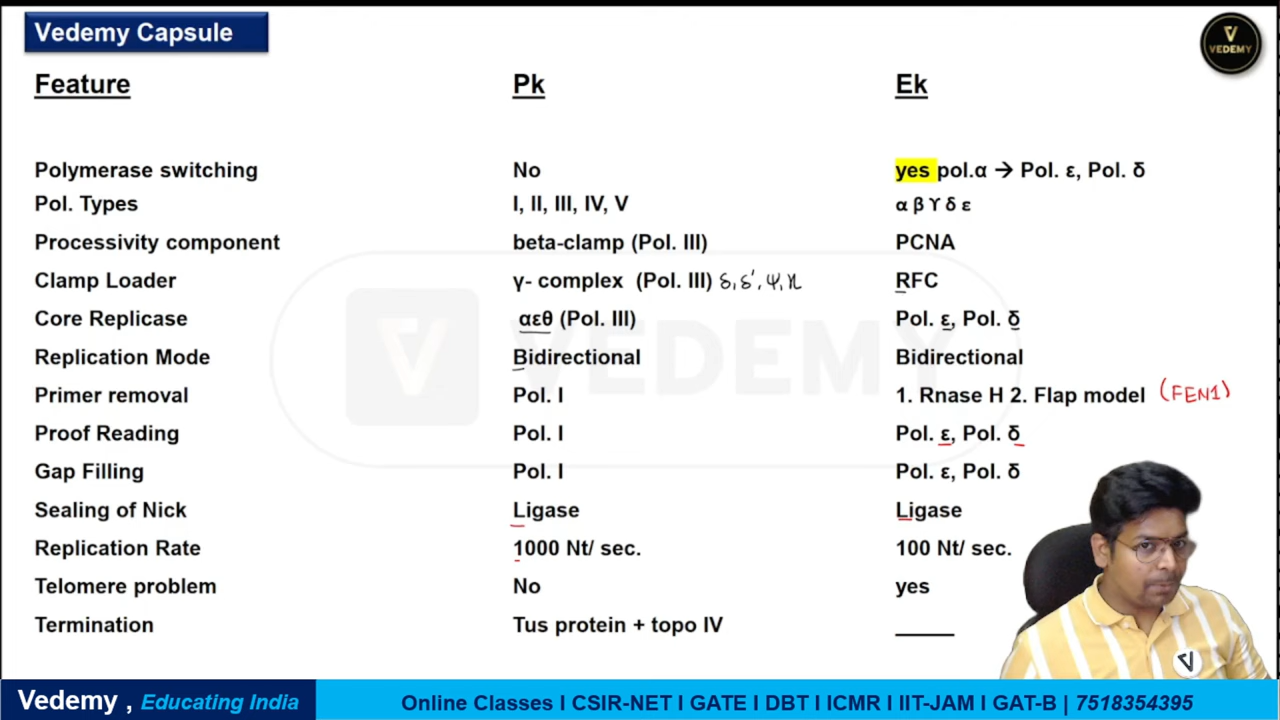 Vedemy Capsule
VEDEMY
Feature Pk Ek
Polymerase switching No yes pol.α → Pol. ε, Pol. δ
Pol. Types I, II, III, IV, V α β ϒ δ ε
Processivity component beta-clamp (Pol. III) PCNA
Clamp Loader γ- complex (Pol. III) δ, δ', ψ, χ RFC
Core Replicase αεθ (Pol. III) Pol. ε, Pol. δ
Replication Mode Bidirectional Bidirectional
Primer removal Pol. I 1. Rnase H 2. Flap model (FEN1)
Proof Reading Pol. I Pol. ε, Pol. δ
Gap Filling Pol. I Pol. ε, Pol. δ
Sealing of Nick Ligase Ligase
Replication Rate 1000 Nt/ sec. 100 Nt/ sec.
Telomere problem No yes
Termination Tus protein + topo IV
VEDEMY
Vedemy , Educating India Online Classes I CSIR-NET I GATE I DBT I ICMR I IIT-JAM I GAT-B | 7518354395